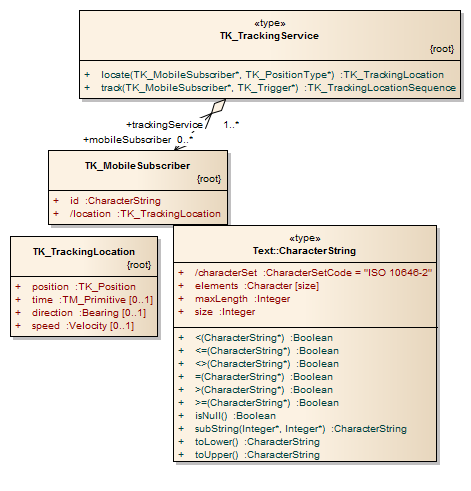 «type»
TK_TrackingService
{root}
+ locate(TK_MobileSubscriber*, TK_PositionType*) :TK_TrackingLocation
+ track(TK_MobileSubscriber*, TK_Trigger*) :TK_TrackingLocationSequence
+trackingService 1..*
+mobileSubscriber 0..*
TK_MobileSubscriber
{root}
+ id :CharacterString
+ /location :TK_TrackingLocation
TK_TrackingLocation
{root}
+ position :TK_Position
+ time :TM_Primitive [0..1]
+ direction :Bearing [0..1]
+ speed :Velocity [0..1]
«type»
Text::CharacterString
+ /characterSet :CharacterSetCode = "ISO 10646-2"
+ elements :Character [size]
+ maxLength :Integer
+ size :Integer
+ <(CharacterString*) :Boolean
+ <=(CharacterString*) :Boolean
+ <>(CharacterString*) :Boolean
+ =(CharacterString*) :Boolean
+ >(CharacterString*) :Boolean
+ >=(CharacterString*) :Boolean
+ isNull() :Boolean
+ subString(Integer*, Integer*) :CharacterString
+ toLower() :CharacterString
+ toUpper() :CharacterString